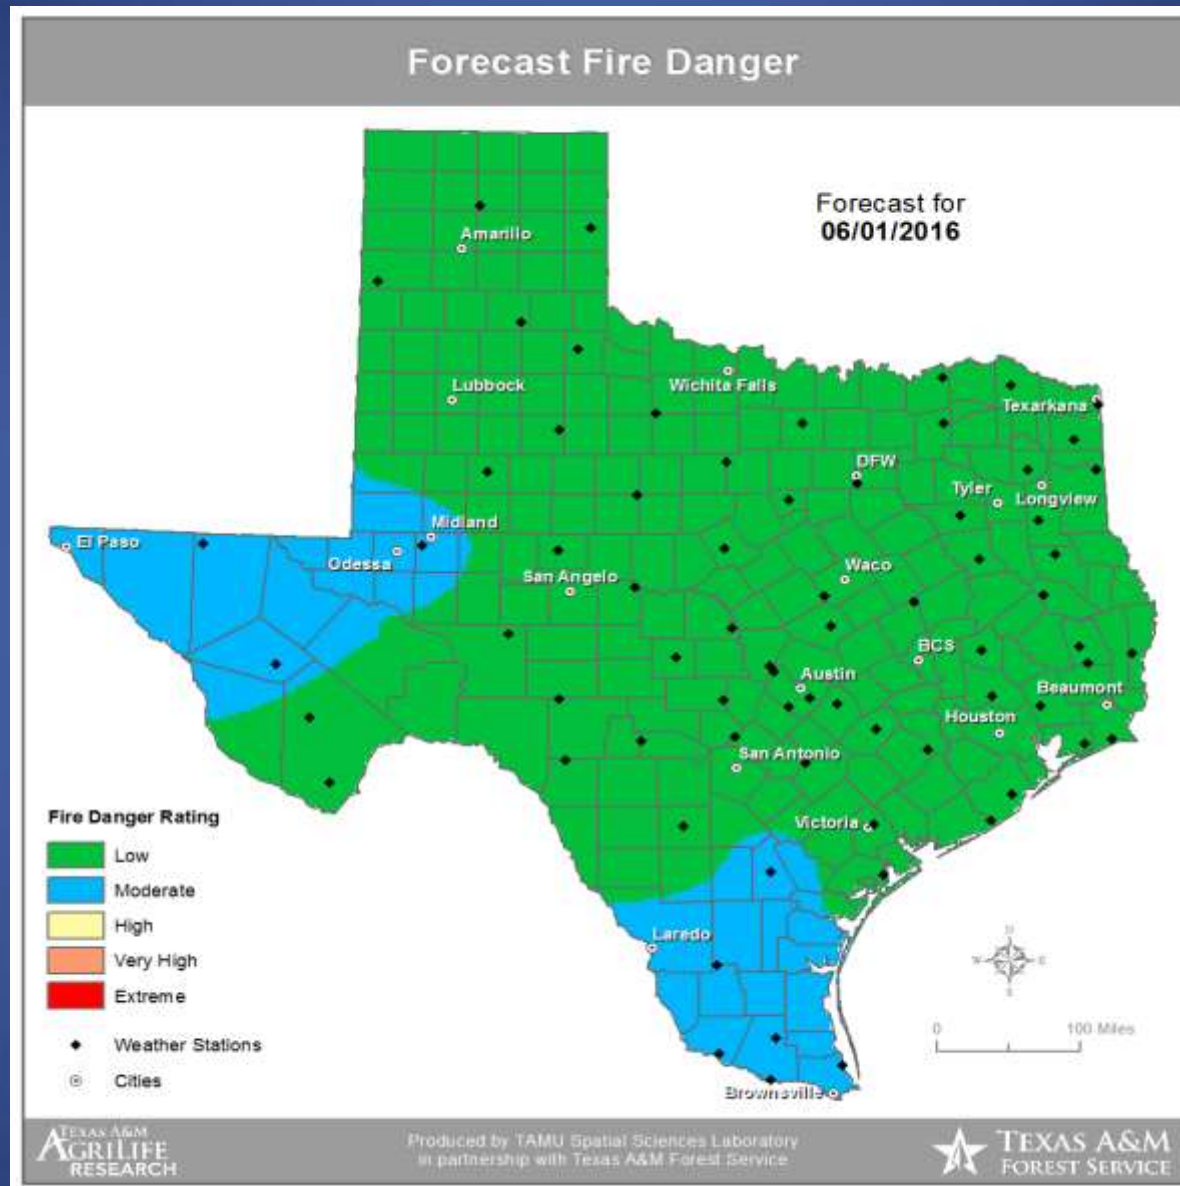 Forecast Fire Danger
Forecast for
06/01/2016
Amarillo
Lubbock
Wichita Falls
Texarkana
DFW
Tyler
Longview
Midland
El Paso
Odessa
San Angelo
Waco
BCS
Austin
Beaumont
Houston
San Antonio
Victoria
Laredo
Brownsville
Fire Danger Rating
Low
Moderate
High
Very High
Extreme
Weather Stations
Cities
W E
S
0 100 Miles
TEXAS A&M
AGRILIFE
RESEARCH
Produced by TAMU Spatial Sciences Laboratory
in partnership with Texas A&M Forest Service
TEXAS A&M
FOREST SERVICE